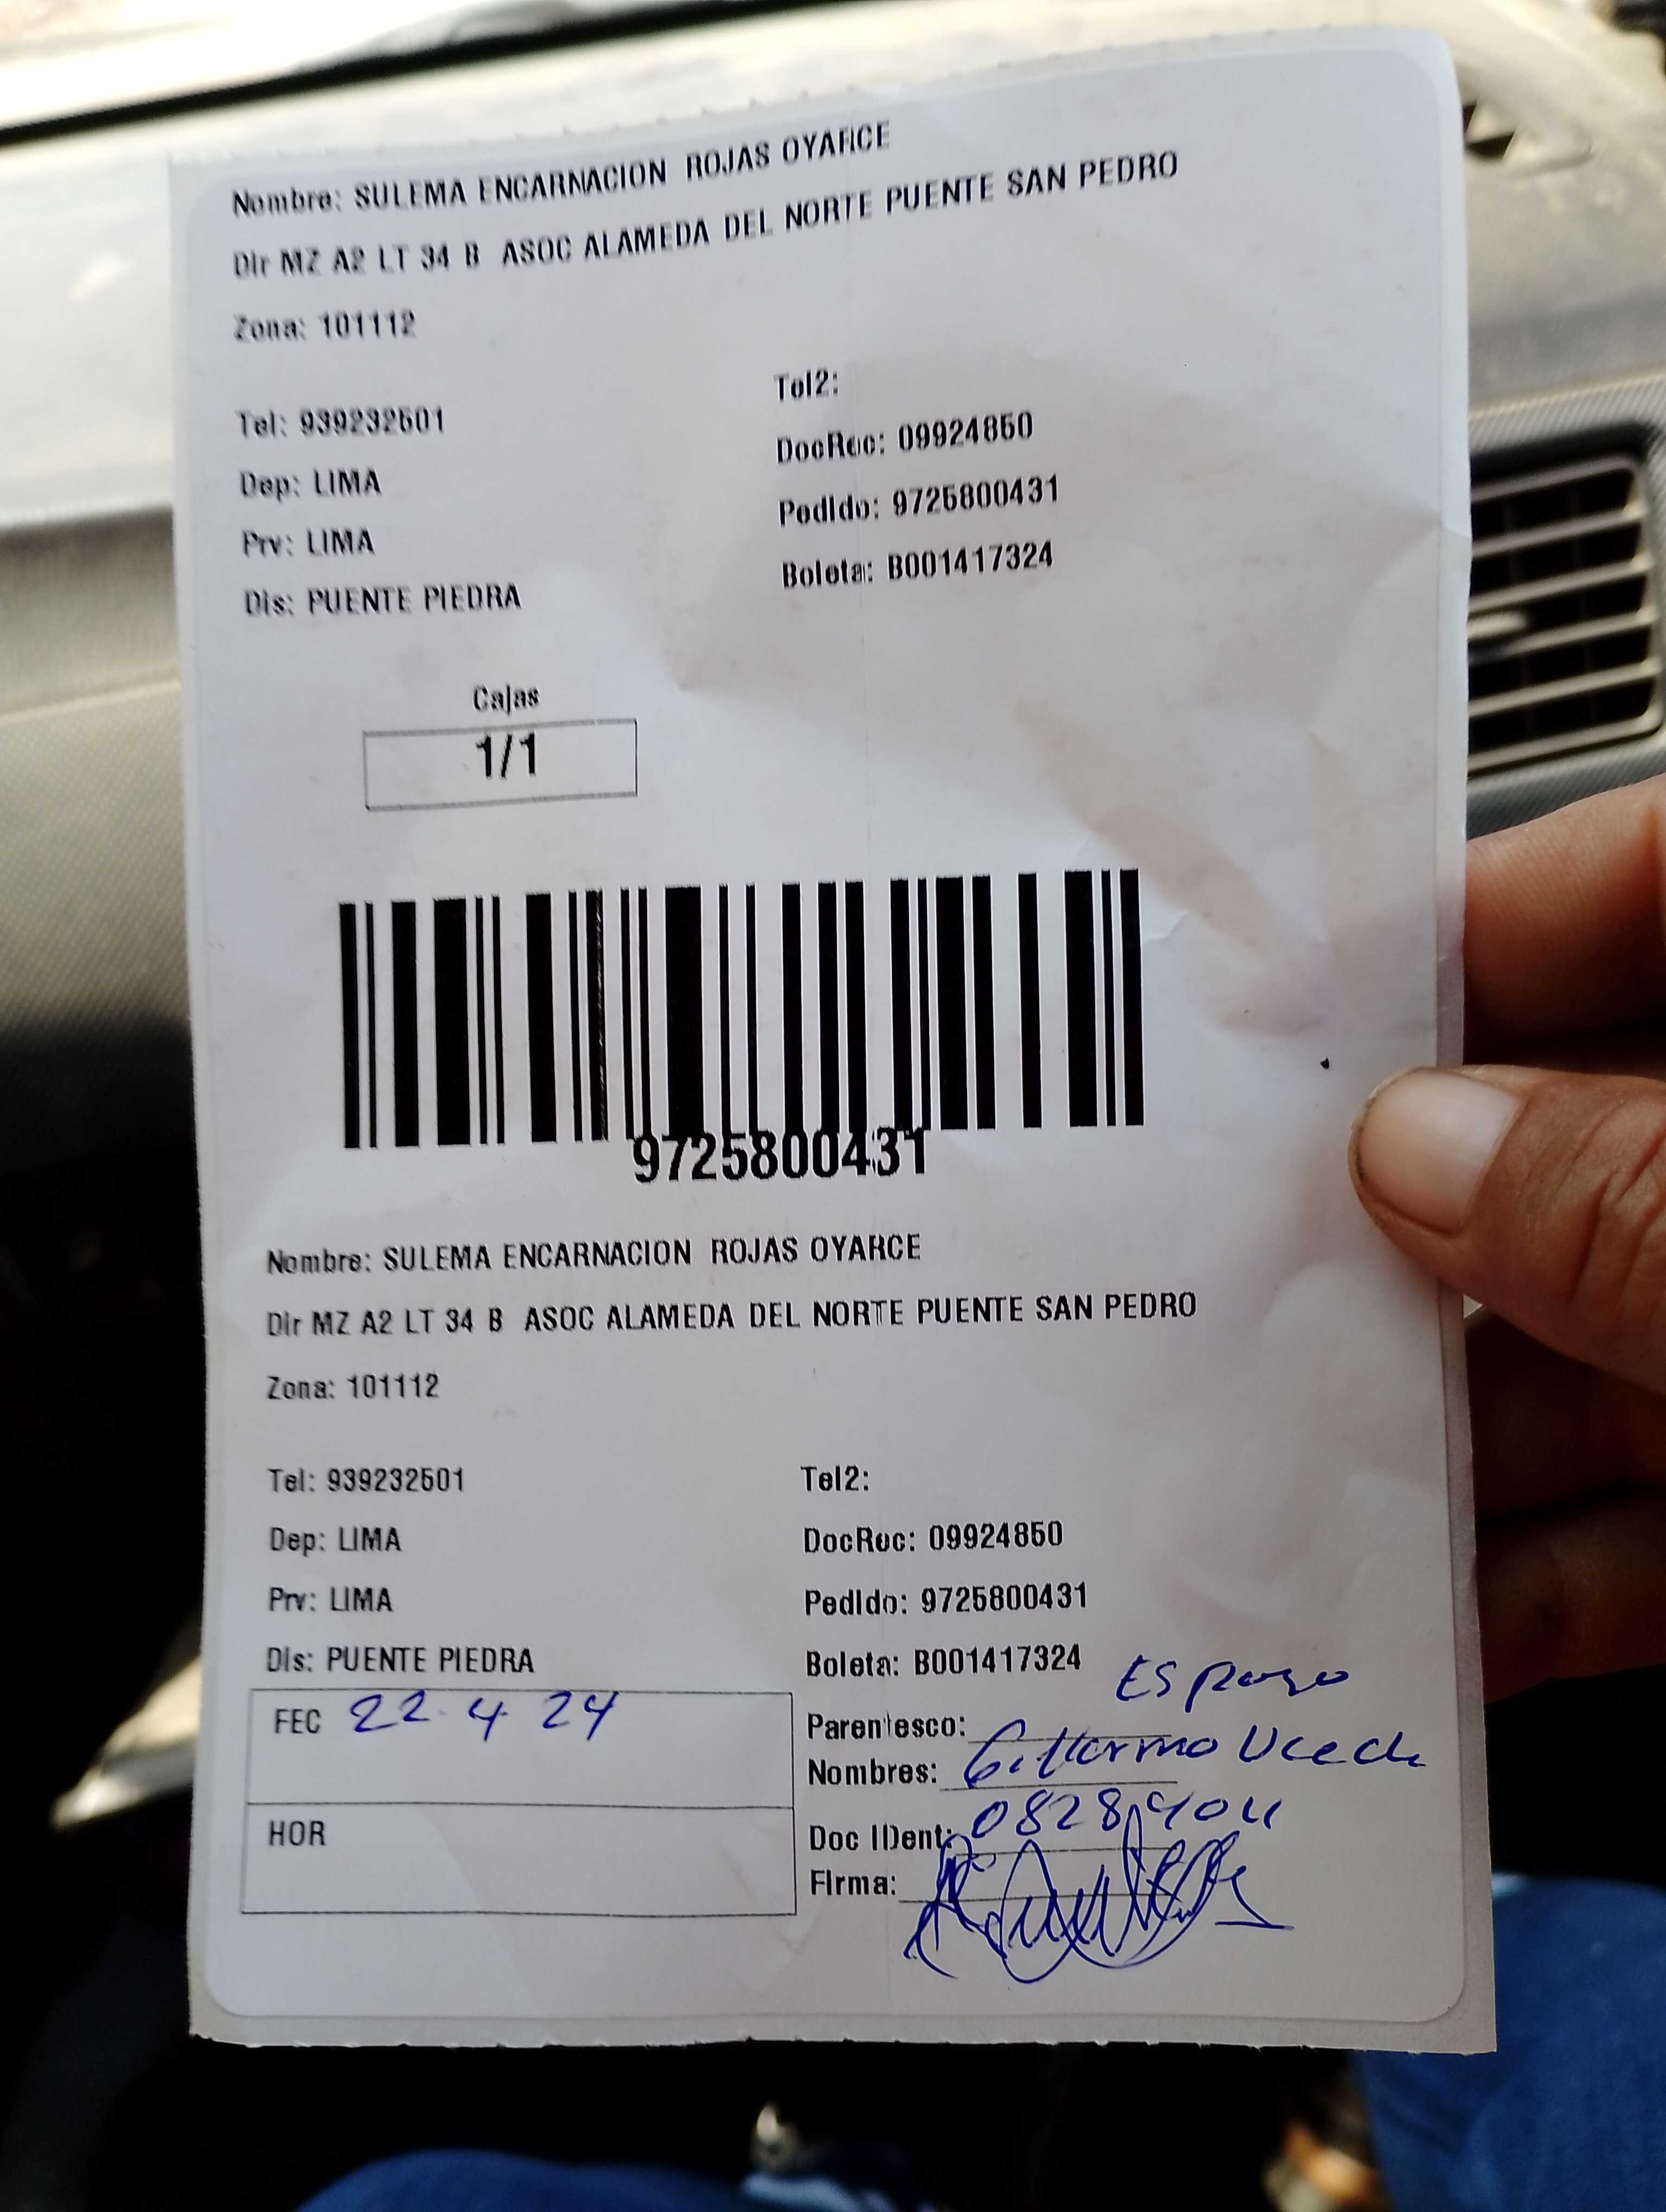 Nombre: SULEMA ENCARNACION ROJAS OYARCE
Dir MZ A2 LT 34 B ASOC ALAMEDA DEL NORTE PUENTE SAN PEDRO
Zona: 101112
Tel: 939232501 Tel2:
Dep: LIMA DocRec: 09924850
Prv: LIMA Pedido: 9725800431
Dis: PUENTE PIEDRA Boleta: B001417324
Cajas
1/1
9725800431
Nombre: SULEMA ENCARNACION ROJAS OYARCE
Dir MZ A2 LT 34 B ASOC ALAMEDA DEL NORTE PUENTE SAN PEDRO
Zona: 101112
Tel: 939232501 Tel2:
Dep: LIMA DocRec: 09924850
Prv: LIMA Pedido: 9725800431
Dis: PUENTE PIEDRA Boleta: B001417324
FEC 22.4 24 Parentesco: Esposo
Nombres: Guillermo Uceda
HOR Doc IDent:
Firma: